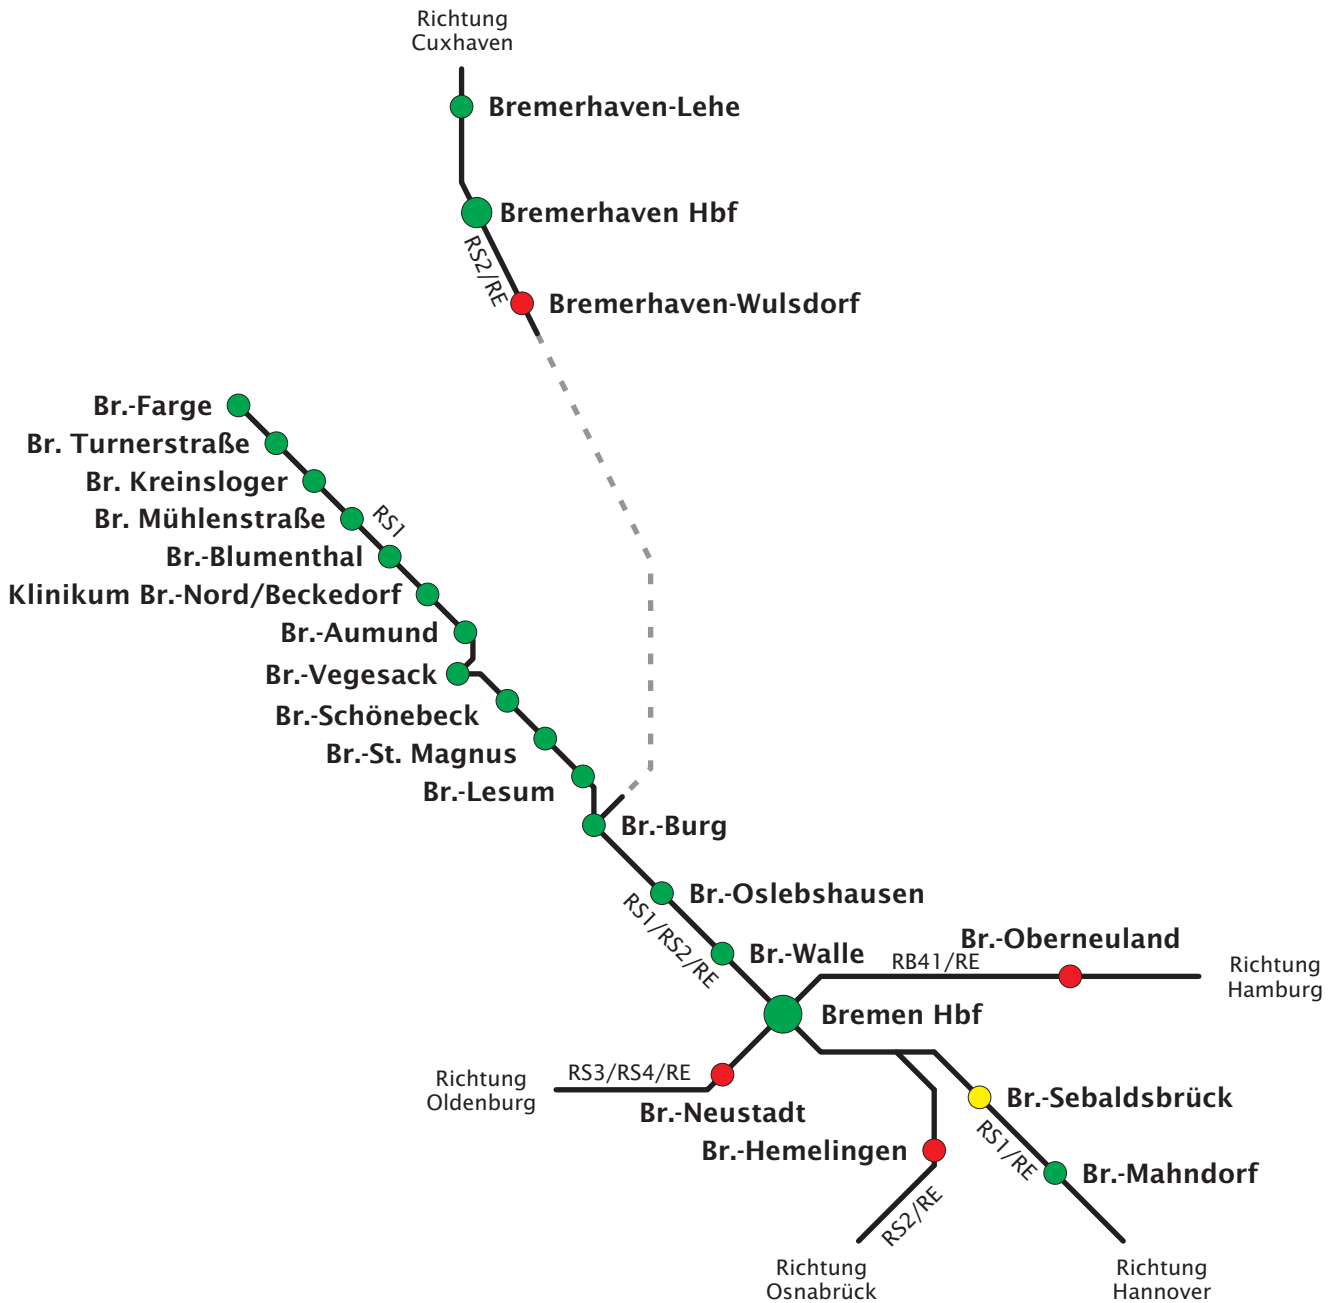 Richtung
Cuxhaven
Bremerhaven-Lehe
Bremerhaven Hbf
RS2/RE
Bremerhaven-Wulsdorf
Br.-Farge
Br. Turnerstraße
Br. Kreinsloger
Br. Mühlenstraße
RS1
Br.-Blumenthal
Klinikum Br.-Nord/Beckedorf
Br.-Aumund
Br.-Vegesack
Br.-Schönebeck
Br.-St. Magnus
Br.-Lesum
Br.-Burg
Br.-Oslebshausen
RS1/RS2/RE
Br.-Walle
Br.-Oberneuland
RB41/RE
Richtung
Hamburg
Bremen Hbf
RS3/RS4/RE
Richtung
Oldenburg
Br.-Neustadt
Br.-Sebaldsbrück
Br.-Hemelingen
RS1/RE
Br.-Mahndorf
RS2/RE
Richtung
Osnabrück
Richtung
Hannover